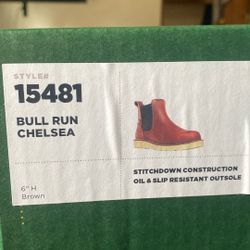 STYLE#
15481
BULL RUN
CHELSEA
6" H
Brown
STITCHDOWN CONSTRUCTION
OIL & SLIP RESISTANT OUTSOLE